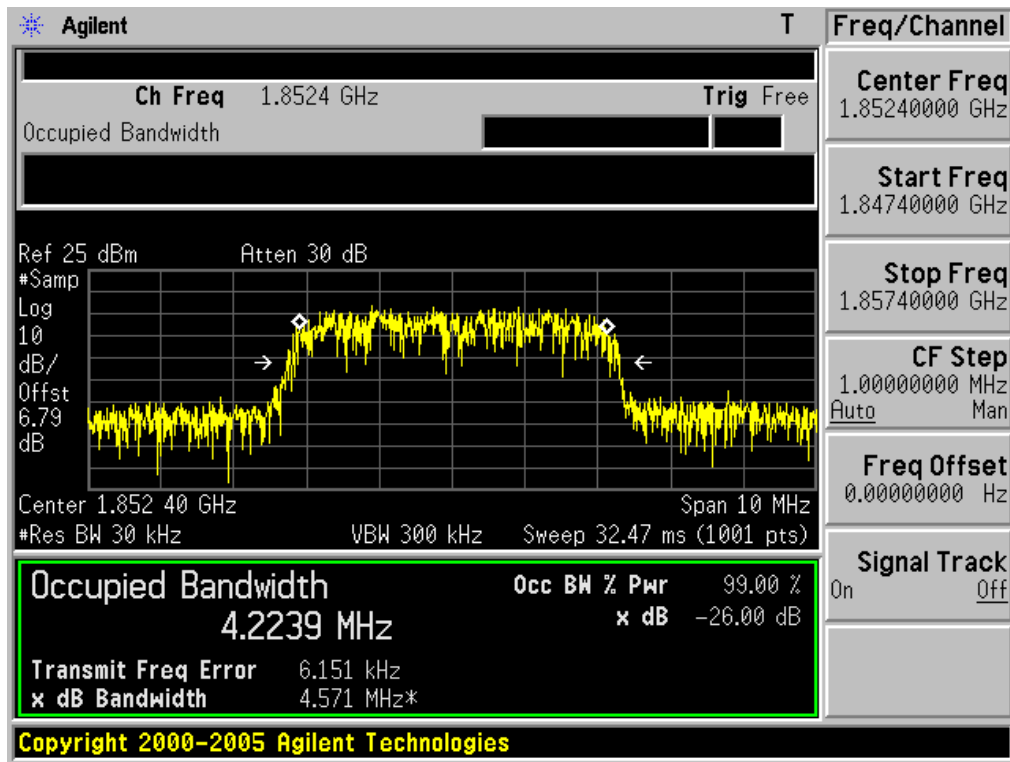 Agilent T
Ch Freq 1.8524 GHz Trig Free
Occupied Bandwidth
Ref 25 dBm Atten 30 dB
#Samp
Log
10
dB/
Offst
6.79
dB
Center 1.852 40 GHz Span 10 MHz
#Res BW 30 kHz VBW 300 kHz Sweep 32.47 ms (1001 pts)
Occupied Bandwidth Occ BW % Pwr 99.00 %
4.2239 MHz x dB -26.00 dB
Transmit Freq Error 6.151 kHz
x dB Bandwidth 4.571 MHz*
Copyright 2000-2005 Agilent Technologies
Freq/Channel
Center Freq
1.85240000 GHz
Start Freq
1.84740000 GHz
Stop Freq
1.85740000 GHz
CF Step
1.00000000 MHz
Auto Man
Freq Offset
0.00000000 Hz
Signal Track
On Off